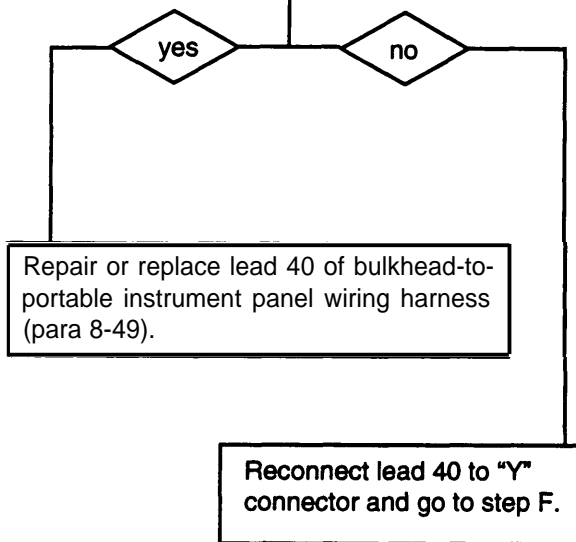 yes
no
Repair or replace lead 40 of bulkhead-to-
portable instrument panel wiring harness
(para 8-49).
Reconnect lead 40 to "Y"
connector and go to step F.